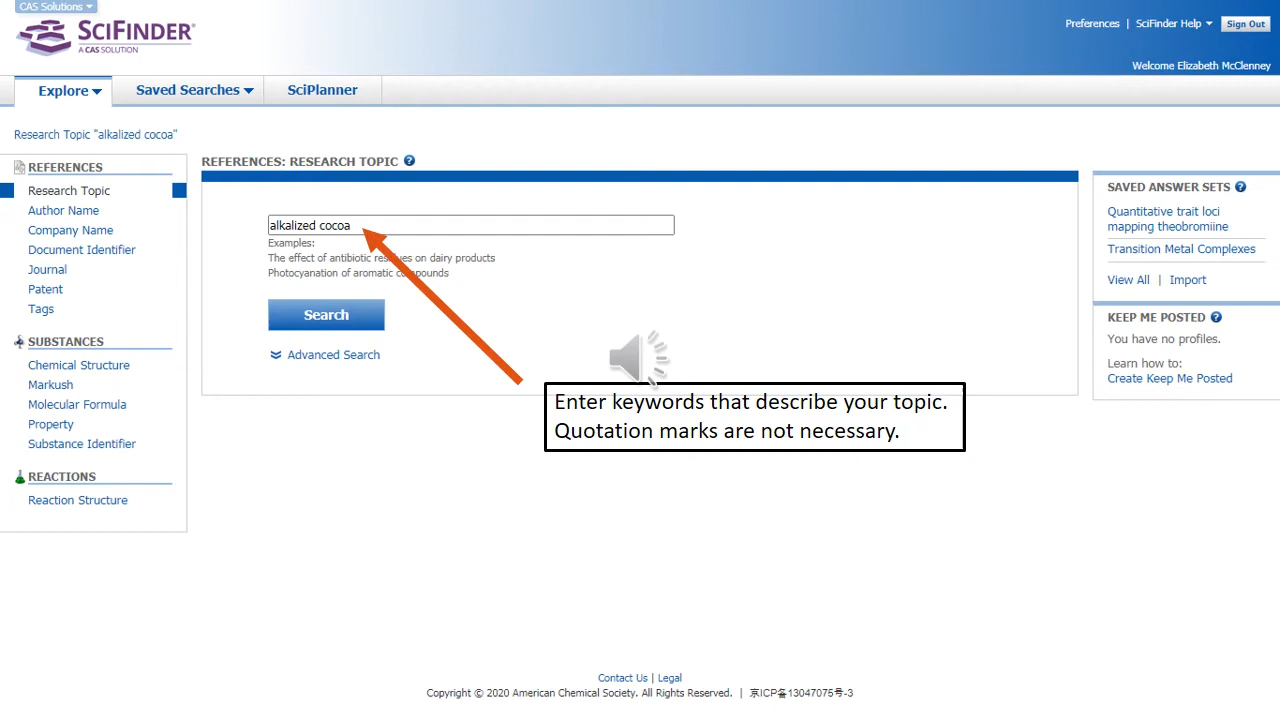 CAS Solutions
SCIFINDER®
A CAS SOLUTION
Preferences | SciFinder Help
Sign Out
Welcome Elizabeth McClenney
Explore
Saved Searches
SciPlanner
Research Topic "alkalized cocoa"
REFERENCES
Research Topic
Author Name
Company Name
Document Identifier
Journal
Patent
Tags
SUBSTANCES
Chemical Structure
Markush
Molecular Formula
Property
Substance Identifier
REACTIONS
Reaction Structure
REFERENCES: RESEARCH TOPIC ?
alkalized cocoa
Examples:
The effect of antibiotic residues on dairy products
Photocyanation of aromatic compounds
Search
Advanced Search
Enter keywords that describe your topic.
Quotation marks are not necessary.
SAVED ANSWER SETS ?
Quantitative trait loci
mapping theobromiine
Transition Metal Complexes
View All | Import
KEEP ME POSTED ?
You have no profiles.
Learn how to:
Create Keep Me Posted
Contact Us | Legal
Copyright © 2020 American Chemical Society. All Rights Reserved. | 京ICP备13047075号-3